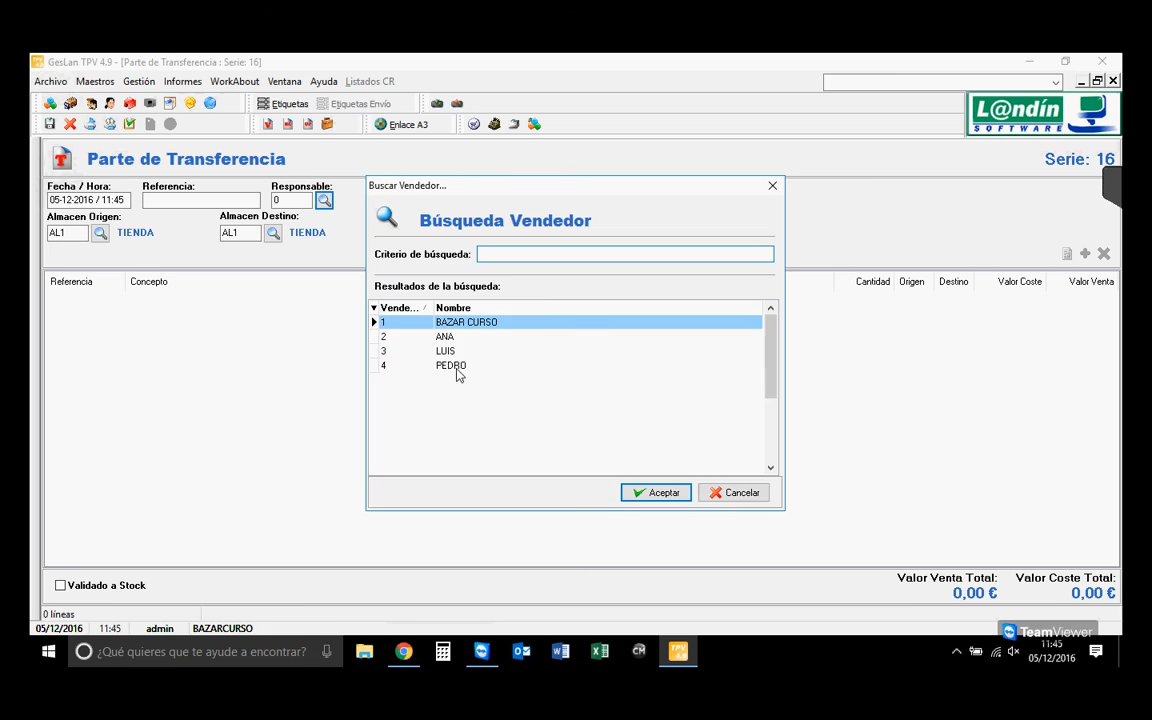 GesLan TPV 4.9 - [Parte de Transferencia : Serie: 16]
Archivo Maestros Gestión Informes WorkAbout Ventana Ayuda Listados CR
Etiquetas Etiquetas Envío
Enlace A3
L@ndín
SOFTWARE
Parte de Transferencia Serie: 16
Fecha / Hora: Referencia: Responsable:
05-12-2016 / 11:45 0
Almacen Origen: Almacen Destino:
AL1 TIENDA AL1 TIENDA
Referencia Concepto Cantidad Origen Destino Valor Coste Valor Venta
Buscar Vendedor...
Búsqueda Vendedor
Criterio de búsqueda:
Resultados de la búsqueda:
Vende... Nombre
1 BAZAR CURSO
2 ANA
3 LUIS
4 PEDRO
Aceptar Cancelar
Validado a Stock
Valor Venta Total: Valor Coste Total:
0,00 € 0,00 €
0 líneas
05/12/2016 11:45 admin BAZARCURSO
TeamViewer
¿Qué quieres que te ayude a encontrar?
TPV
4.9
11:45
05/12/2016